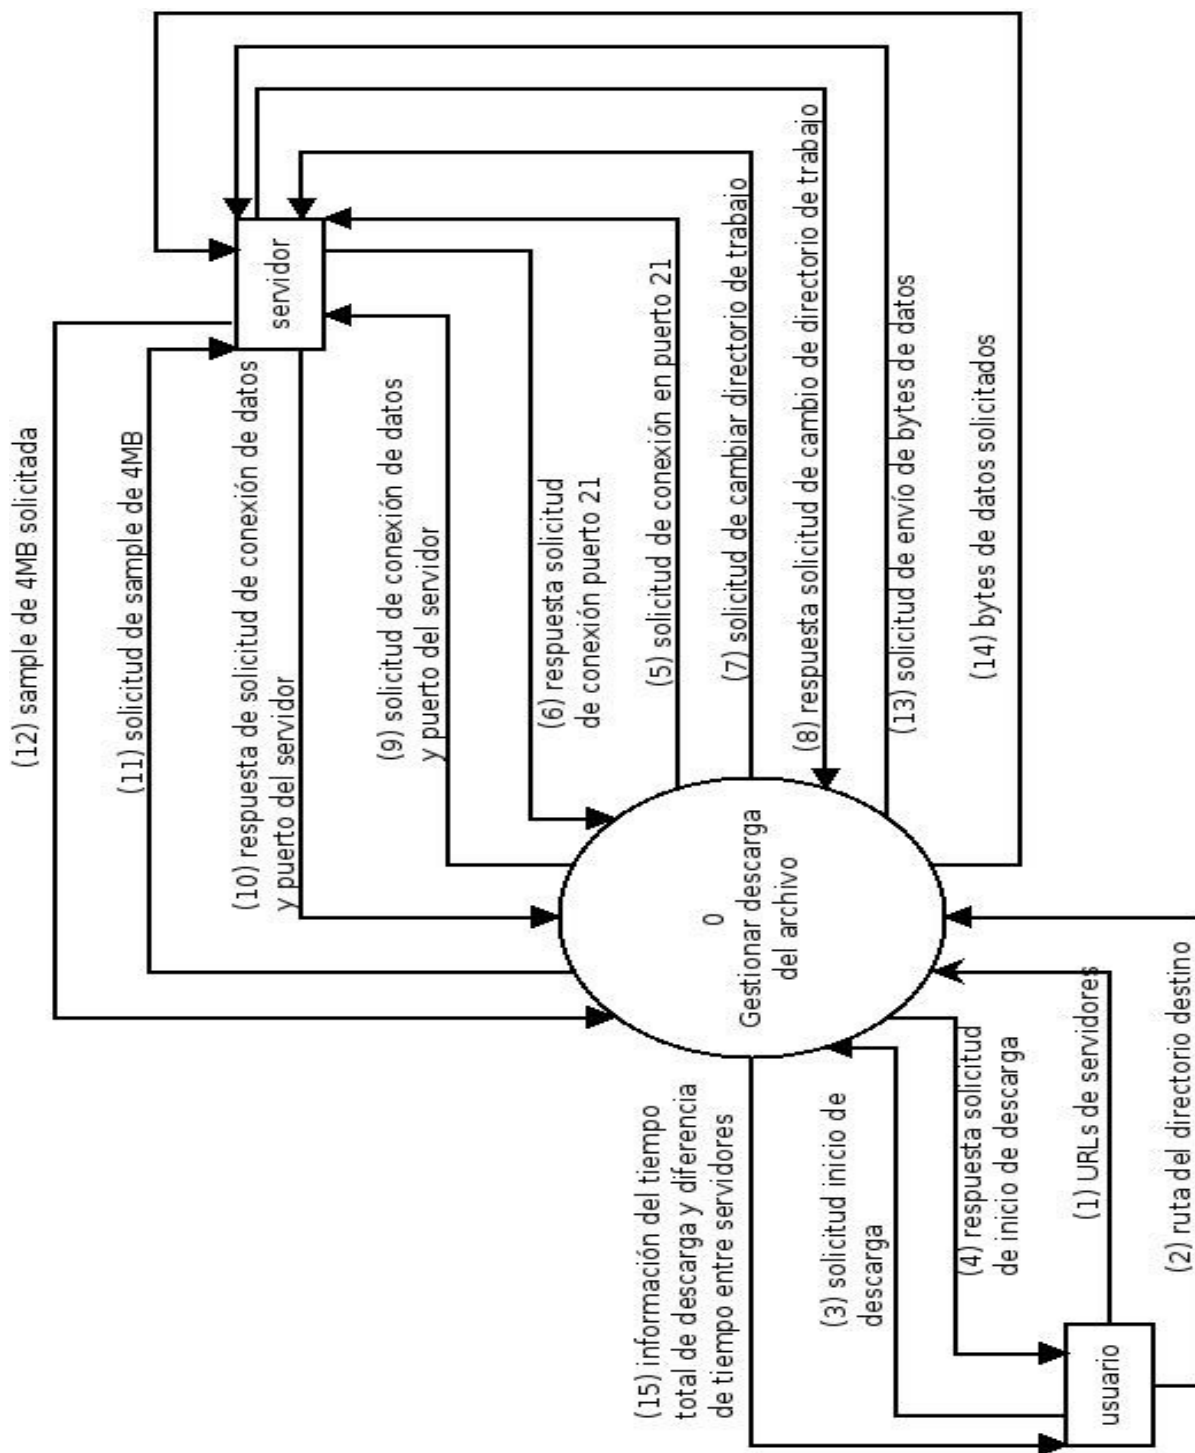 (12) sample de 4MB solicitada
(11) solicitud de sample de 4MB
(10) respuesta de solicitud de conexión de datos
y puerto del servidor
servidor
(9) solicitud de conexión de datos
y puerto del servidor
(6) respuesta solicitud
de conexión puerto 21
(5) solicitud de conexión en puerto 21
(7) solicitud de cambiar directorio de trabajo
(8) respuesta solicitud de cambio de directorio de trabajo
(13) solicitud de envío de bytes de datos
(14) bytes de datos solicitados
0
Gestionar descarga
del archivo
(15) información del tiempo
total de descarga y diferencia
de tiempo entre servidores
(3) solicitud inicio de
descarga
(4) respuesta solicitud
de inicio de descarga
(1) URLs de servidores
(2) ruta del directorio destino
usuario